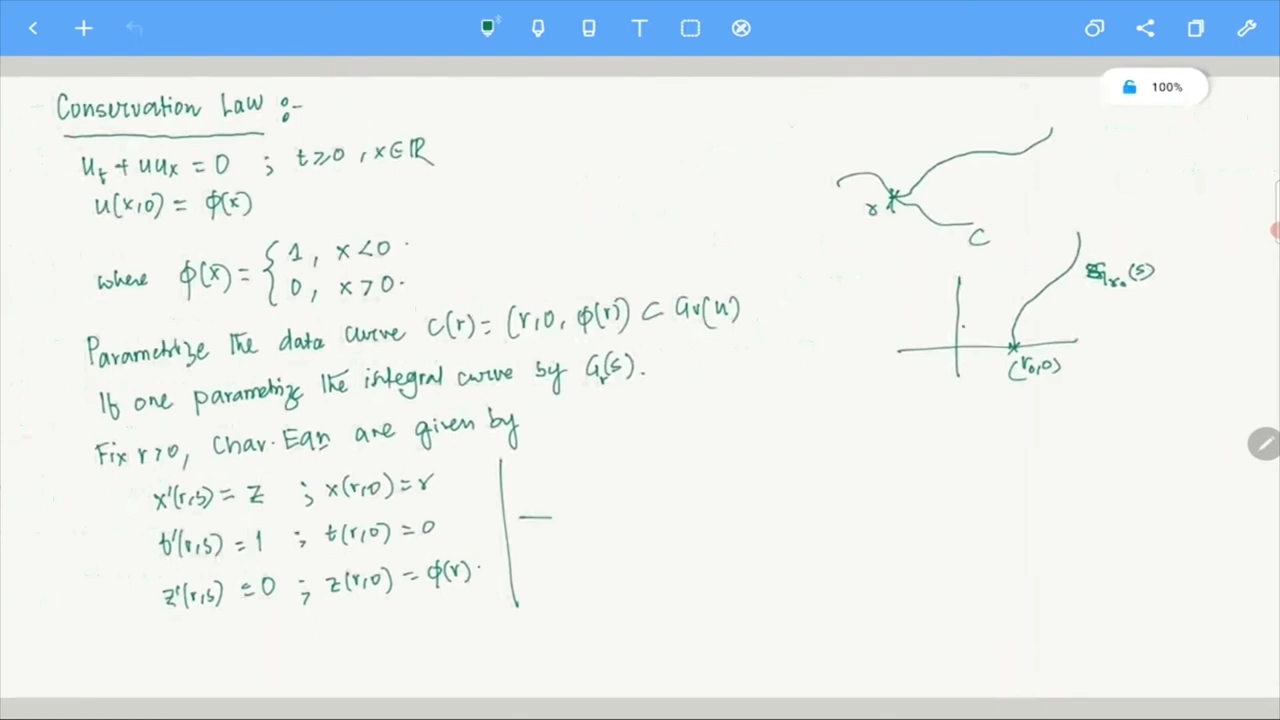 100%
Conservation Law :-
u_t + uu_x = 0 ; t≥0, x∈ℝ
u(x,0) = ϕ(x)
where ϕ(x) = { 1, x<0 .
0, x>0.
Parametrize the data curve C(r) = (r,0, ϕ(r)) ⊂ Gr(u)
If one parametrize the integral curve by G_r(s).
Fix r>0, Char. Eqn are given by
x'(r,s) = z ; x(r,0) = r
t'(r,s) = 1 ; t(r,0) = 0
z'(r,s) = 0 ; z(r,0) = ϕ(r).
r
C
(s)
(r₀,0)
T